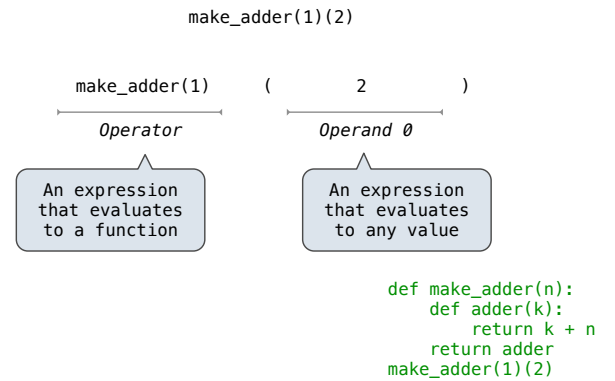 make_adder(1)(2)
make_adder(1) ( 2 )
Operator Operand 0
An expression
that evaluates
to a function
An expression
that evaluates
to any value
def make_adder(n):
    def adder(k):
        return k + n
    return adder
make_adder(1)(2)